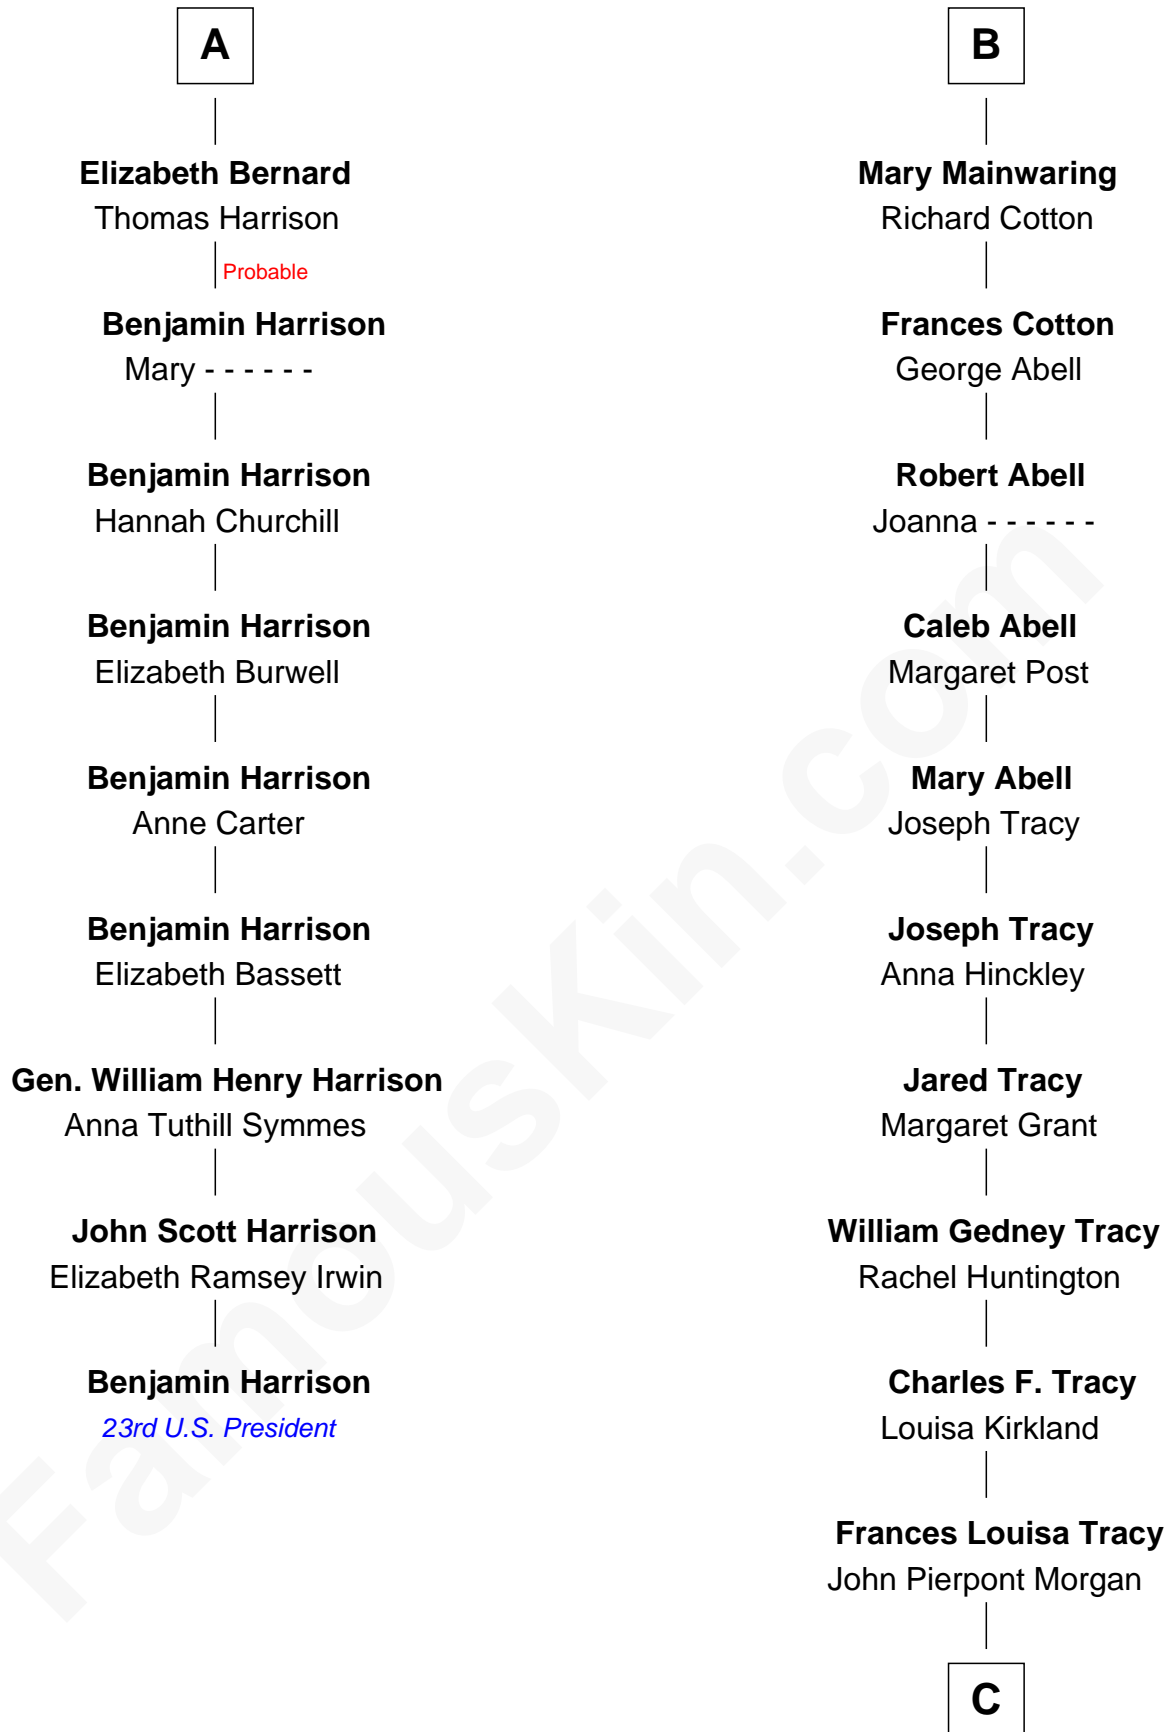 A
Elizabeth Bernard
Thomas Harrison
Probable
Benjamin Harrison
Mary - - - - - -
Benjamin Harrison
Hannah Churchill
Benjamin Harrison
Elizabeth Burwell
Benjamin Harrison
Anne Carter
Benjamin Harrison
Elizabeth Bassett
Gen. William Henry Harrison
Anna Tuthill Symmes
John Scott Harrison
Elizabeth Ramsey Irwin
Benjamin Harrison
23rd U.S. President
B
Mary Mainwaring
Richard Cotton
Frances Cotton
George Abell
Robert Abell
Joanna - - - - - -
Caleb Abell
Margaret Post
Mary Abell
Joseph Tracy
Joseph Tracy
Anna Hinckley
Jared Tracy
Margaret Grant
William Gedney Tracy
Rachel Huntington
Charles F. Tracy
Louisa Kirkland
Frances Louisa Tracy
John Pierpont Morgan
C
FamousKin.com